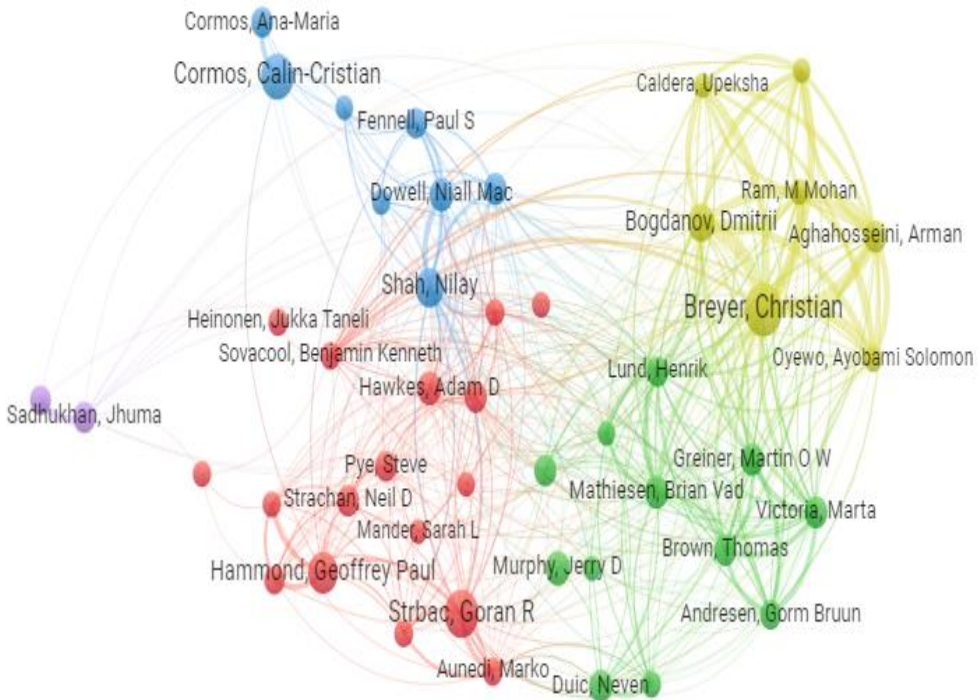 Cormos, Ana-Maria
Cormos, Calin-Cristian
Caldera, Upeksha
Fennell, Paul S
Dowell, Niall Mac
Ram, M Mohan
Bogdanov, Dmitrii
Aghahosseini, Arman
Shah, Nilay
Breyer, Christian
Heinonen, Jukka Taneli
Sovacool, Benjamin Kenneth
Oyewo, Ayobami Solomon
Lund, Henrik
Hawkes, Adam D
Sadhukhan, Jhuma
Pye, Steve
Greiner, Martin O W
Strachan, Neil D
Mathiesen, Brian Vad
Victoria, Marta
Mander, Sarah L
Brown, Thomas
Hammond, Geoffrey Paul
Murphy, Jerry D
Strbac, Goran R
Andresen, Gorm Bruun
Aunedi, Marko
Duic, Neven